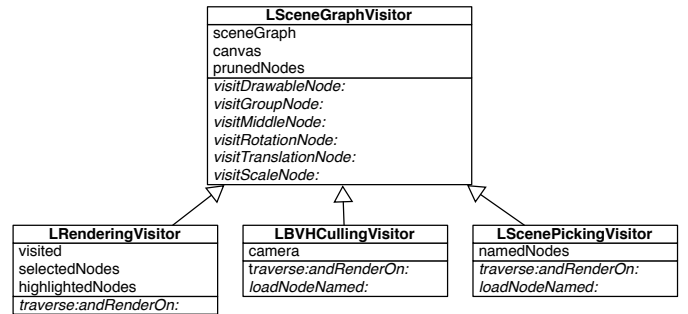 LSceneGraphVisitor
sceneGraph
canvas
prunedNodes
visitDrawableNode:
visitGroupNode:
visitMiddleNode:
visitRotationNode:
visitTranslationNode:
visitScaleNode:
LRenderingVisitor
visited
selectedNodes
highlightedNodes
traverse:andRenderOn:
LBVHCullingVisitor
camera
traverse:andRenderOn:
loadNodeNamed:
LScenePickingVisitor
namedNodes
traverse:andRenderOn:
loadNodeNamed: